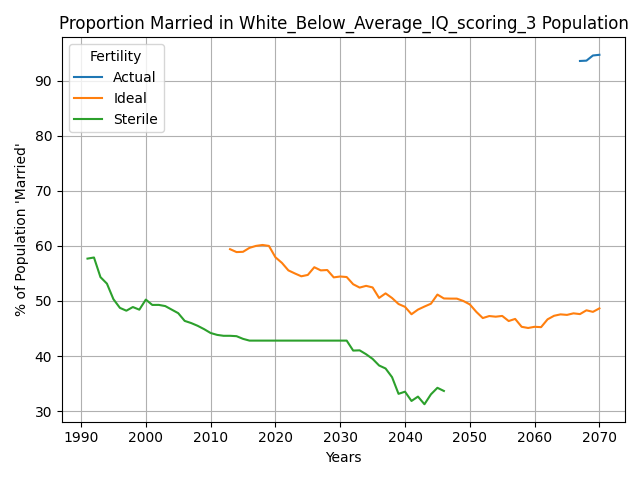 Proportion Married in White_Below_Average_IQ_scoring_3 Population
Fertility
Actual
Ideal
Sterile
% of Population 'Married'
90
80
70
60
50
40
30
1990 2000 2010 2020 2030 2040 2050 2060 2070
Years